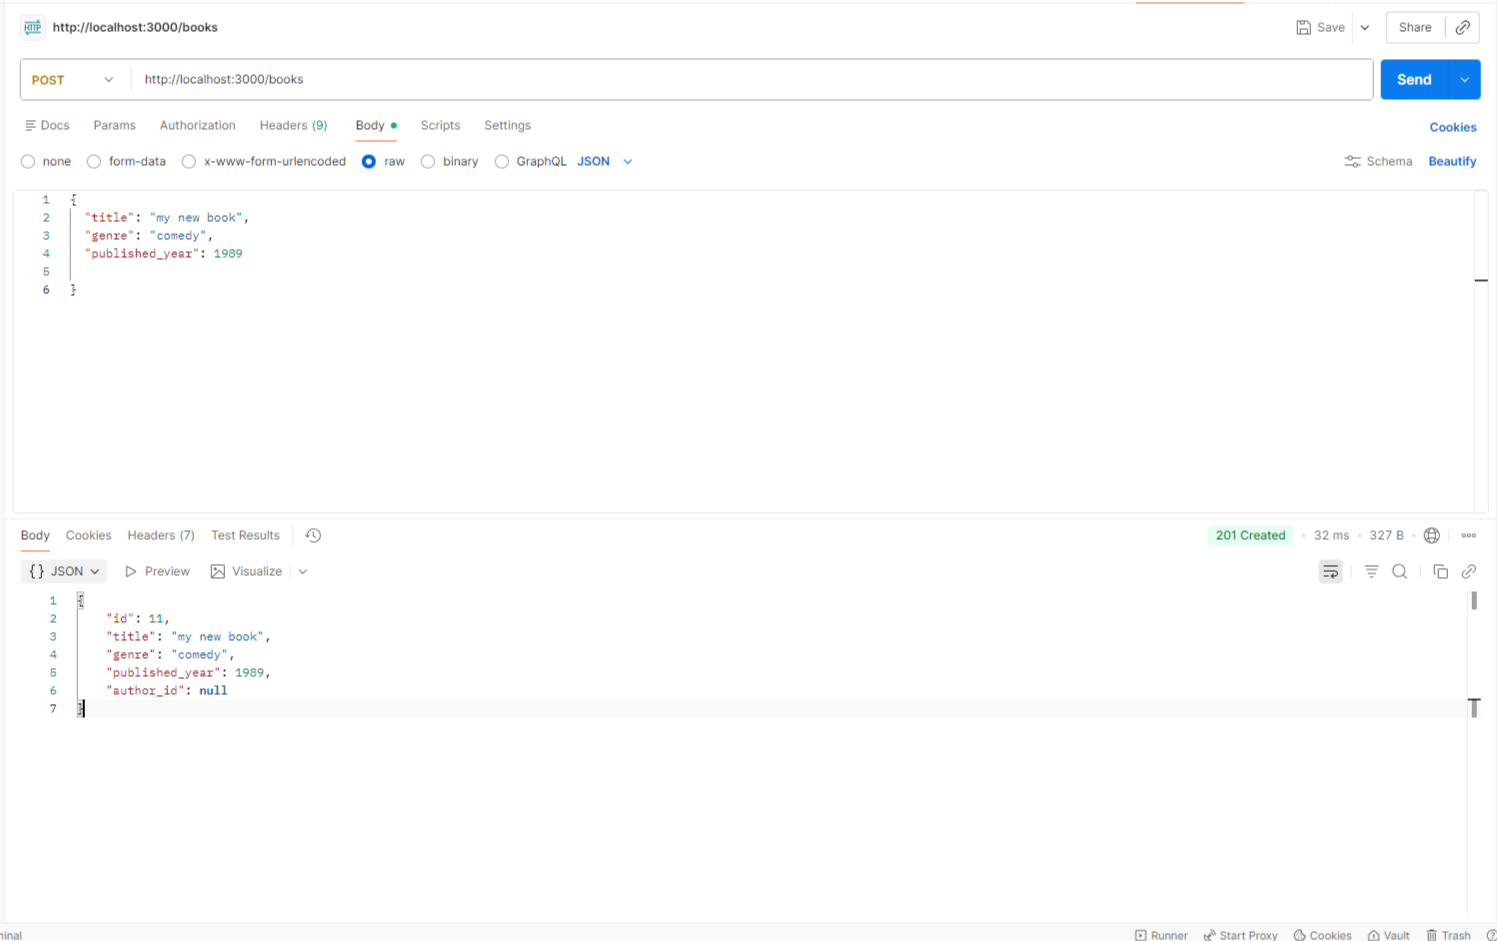 HTTP http://localhost:3000/books Save Share
POST http://localhost:3000/books Send
Docs Params Authorization Headers (9) Body Scripts Settings Cookies
none form-data x-www-form-urlencoded raw binary GraphQL JSON Schema Beautify
1 {
2 "title": "my new book",
3 "genre": "comedy",
4 "published_year": 1989
5
6 }
Body Cookies Headers (7) Test Results 201 Created • 32 ms • 327 B
{} JSON Preview Visualize
1 {
2 "id": 11,
3 "title": "my new book",
4 "genre": "comedy",
5 "published_year": 1989,
6 "author_id": null
7 }
Runner Start Proxy Cookies Vault Trash